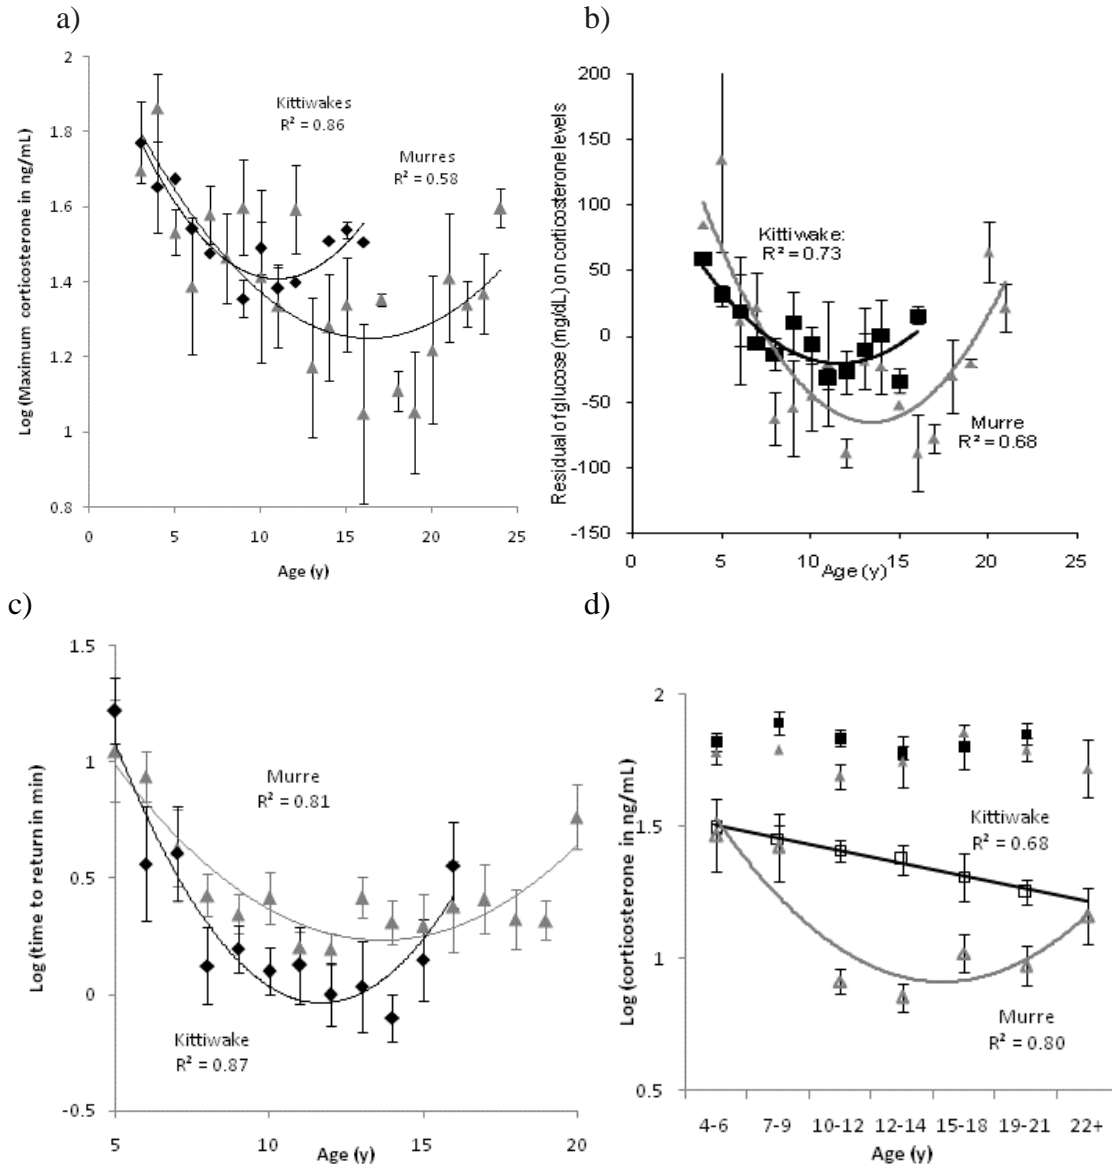 a)
2
1.8
1.6
1.4
1.2
1
0.8
0
5
10
15
20
25
Log (Maximum corticosterone in ng/mL)
Age (y)
Kittiwakes
R² = 0.86
Murres
R² = 0.58
b)
200
150
100
50
0
-50
-100
-150
0
5
10
15
20
25
Residual of glucose (mg/dL) on corticosterone levels
Age (y)
Kittiwake:
R² = 0.73
Murre
R² = 0.68
c)
1.5
1
0.5
0
-0.5
5
10
15
20
Log (time to return in min)
Age (y)
Murre
R² = 0.81
Kittiwake
R² = 0.87
d)
2
1.5
1
0.5
4-6
7-9
10-12
12-14
15-18
19-21
22+
Log (corticosterone in ng/mL)
Age (y)
Kittiwake
R² = 0.68
Murre
R² = 0.80